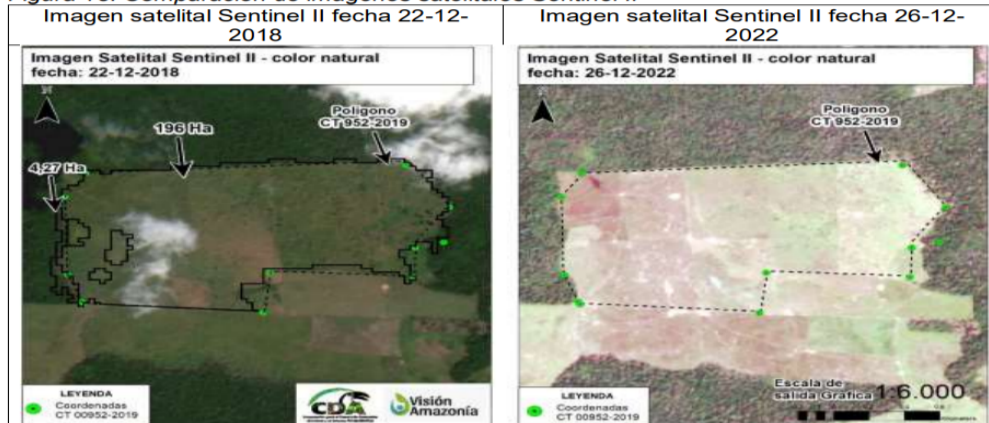 Imagen satelital Sentinel II fecha 22-12-
2018
Imagen satelital Sentinel II fecha 26-12-
2022
Imagen Satelital Sentinel II - color natural
fecha: 22-12-2018
Poligono
CT 952-2019
196 Ha
4,27 Ha
LEYENDA
Coordenadas
CT 00952-2019
CDA
Visión
Amazonía
Imagen Satelital Sentinel II - color natural
fecha: 26-12-2022
Poligono
CT 952-2019
LEYENDA
Coordenadas
CT 00952-2019
Escala de
salida Grafica 1:6.000